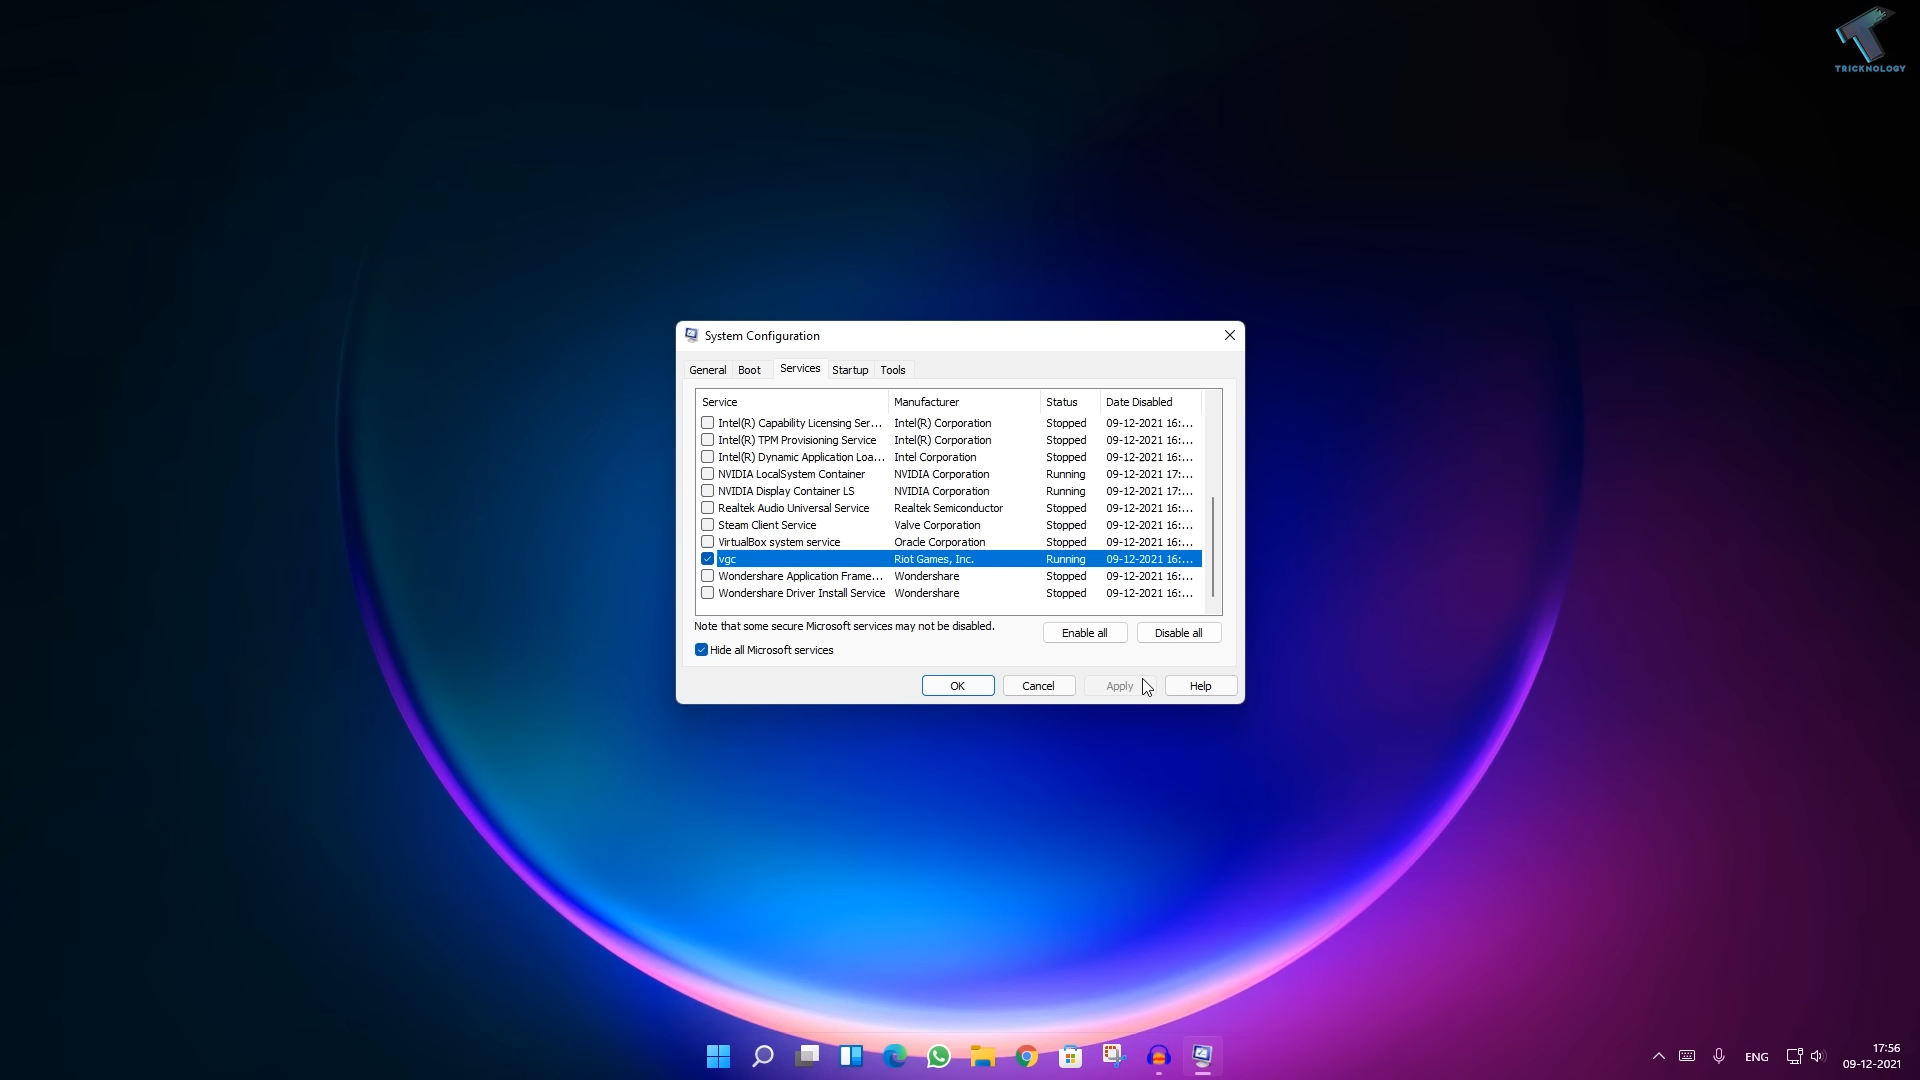 TRICKNOLOGY
System Configuration
General Boot Services Startup Tools
Service Manufacturer Status Date Disabled
Intel(R) Capability Licensing Ser... Intel(R) Corporation Stopped 09-12-2021 16:...
Intel(R) TPM Provisioning Service Intel(R) Corporation Stopped 09-12-2021 16:...
Intel(R) Dynamic Application Loa... Intel Corporation Stopped 09-12-2021 16:...
NVIDIA LocalSystem Container NVIDIA Corporation Running 09-12-2021 17:...
NVIDIA Display Container LS NVIDIA Corporation Running 09-12-2021 17:...
Realtek Audio Universal Service Realtek Semiconductor Stopped 09-12-2021 16:...
Steam Client Service Valve Corporation Stopped 09-12-2021 16:...
VirtualBox system service Oracle Corporation Stopped 09-12-2021 16:...
vgc Riot Games, Inc. Running 09-12-2021 16:...
Wondershare Application Frame... Wondershare Stopped 09-12-2021 16:...
Wondershare Driver Install Service Wondershare Stopped 09-12-2021 16:...
Note that some secure Microsoft services may not be disabled.
Enable all Disable all
Hide all Microsoft services
OK Cancel Apply Help
ENG
17:56
09-12-2021